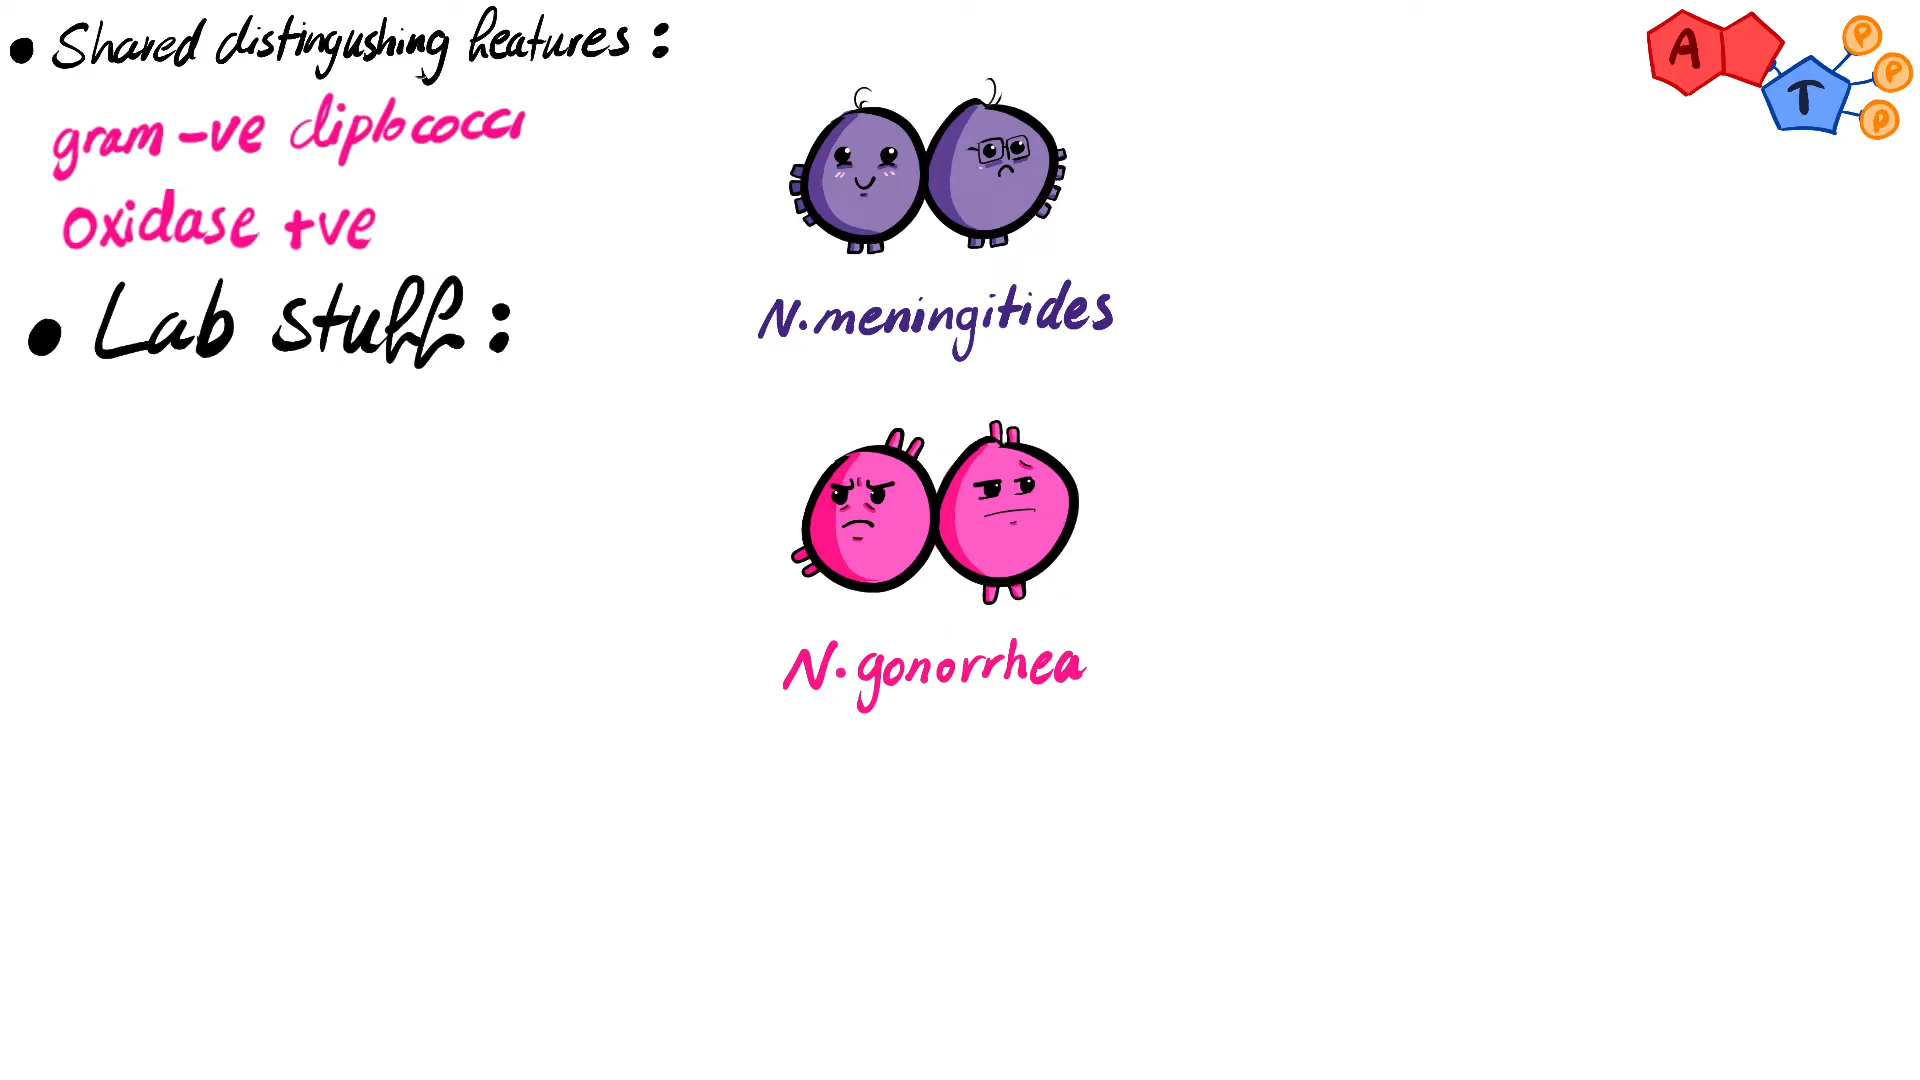 • Shared distingushing features :
gram -ve diplococci
oxidase +ve
• Lab stuff :
N. meningitides
N. gonorrhea
A
T
P
P
P